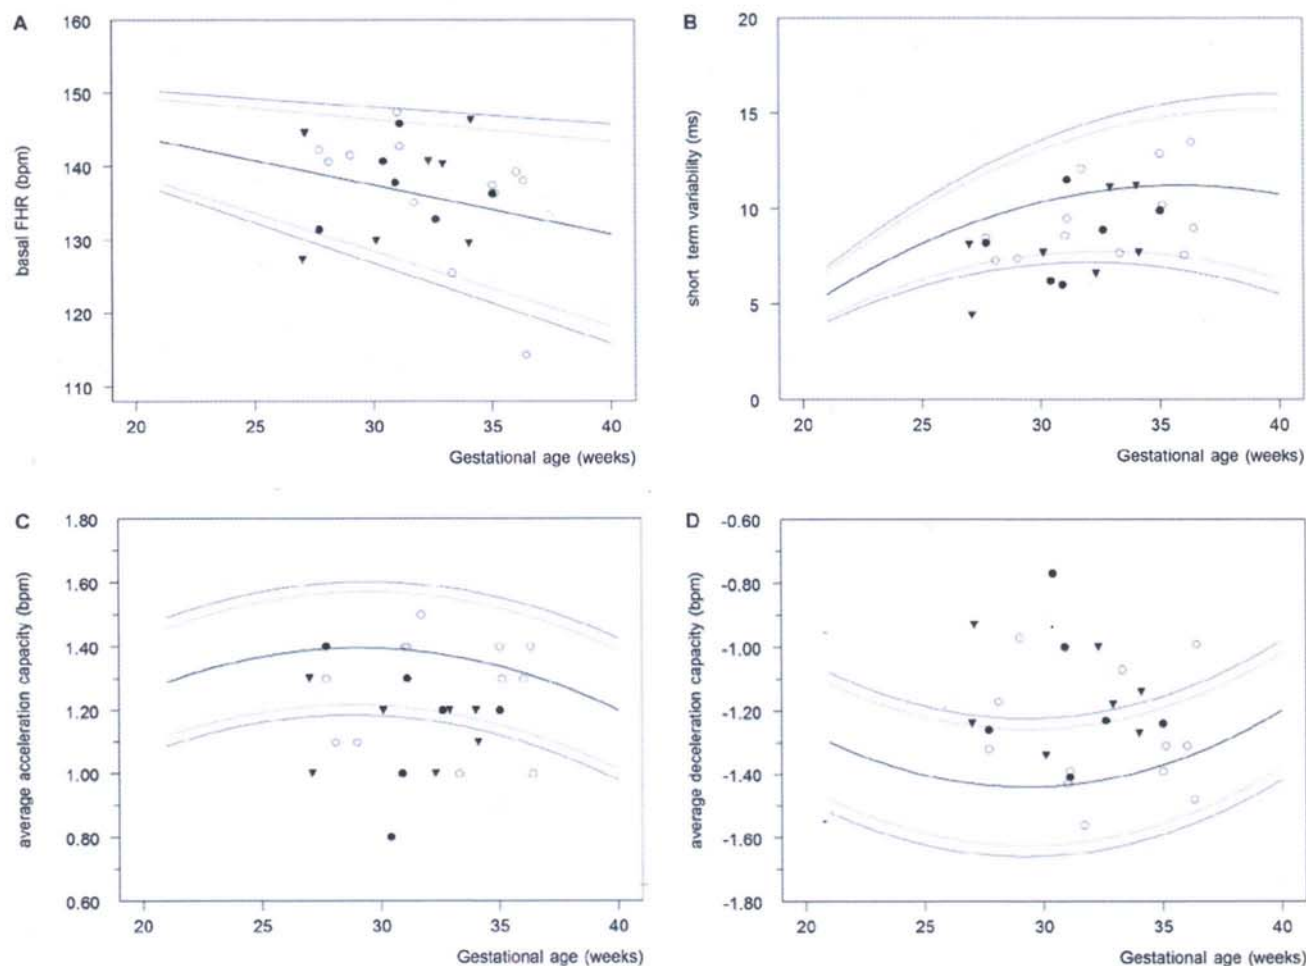 A
160
150
140
130
120
110
basal FHR (bpm)
20 25 30 35 40
Gestational age (weeks)
B
20
15
10
5
0
short term variability (ms)
20 25 30 35 40
Gestational age (weeks)
C
1.80
1.60
1.40
1.20
1.00
0.80
0.60
average acceleration capacity (bpm)
20 25 30 35 40
Gestational age (weeks)
D
-0.60
-0.80
-1.00
-1.20
-1.40
-1.60
-1.80
average deceleration capacity (bpm)
20 25 30 35 40
Gestational age (weeks)